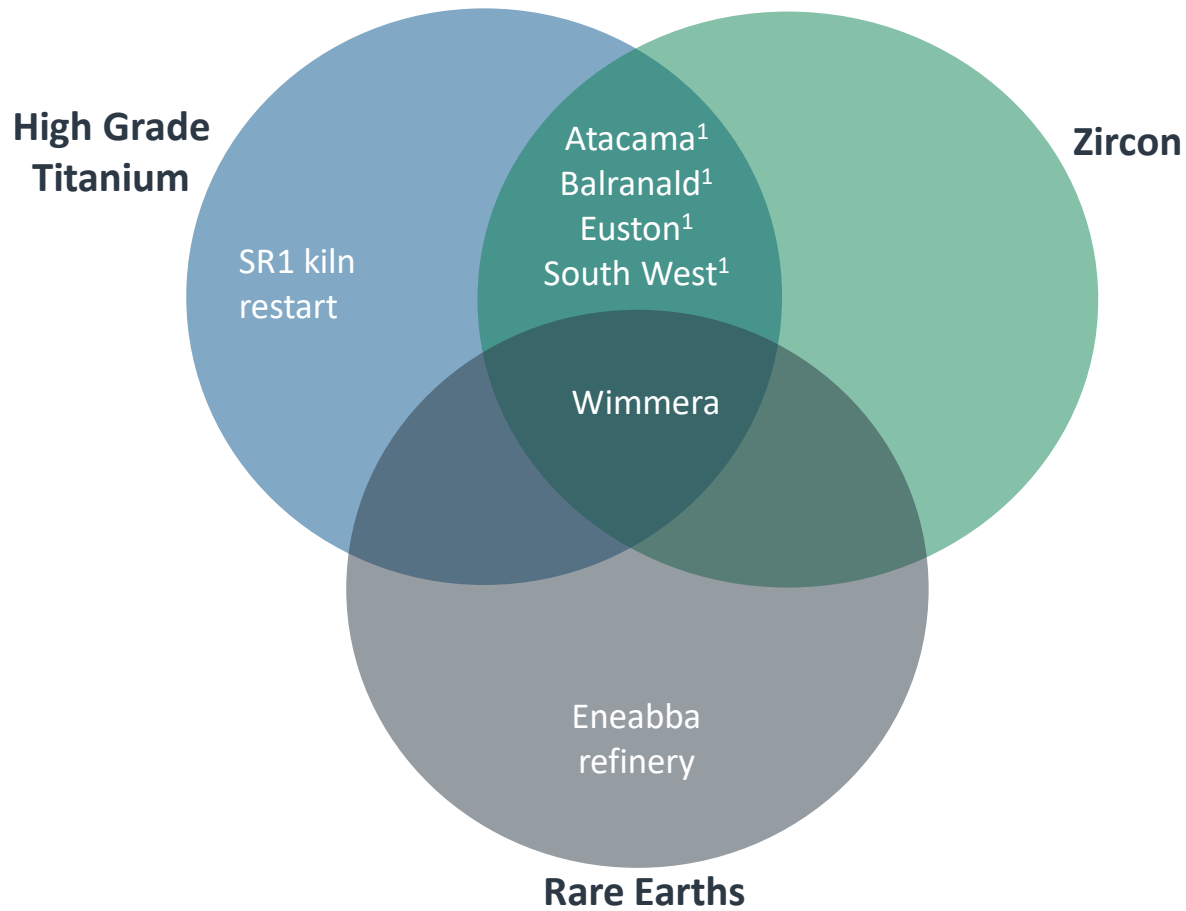 High Grade
Titanium
Zircon
Atacama¹
Balranald¹
Euston¹
South West¹
SR1 kiln
restart
Wimmera
Eneabba
refinery
Rare Earths